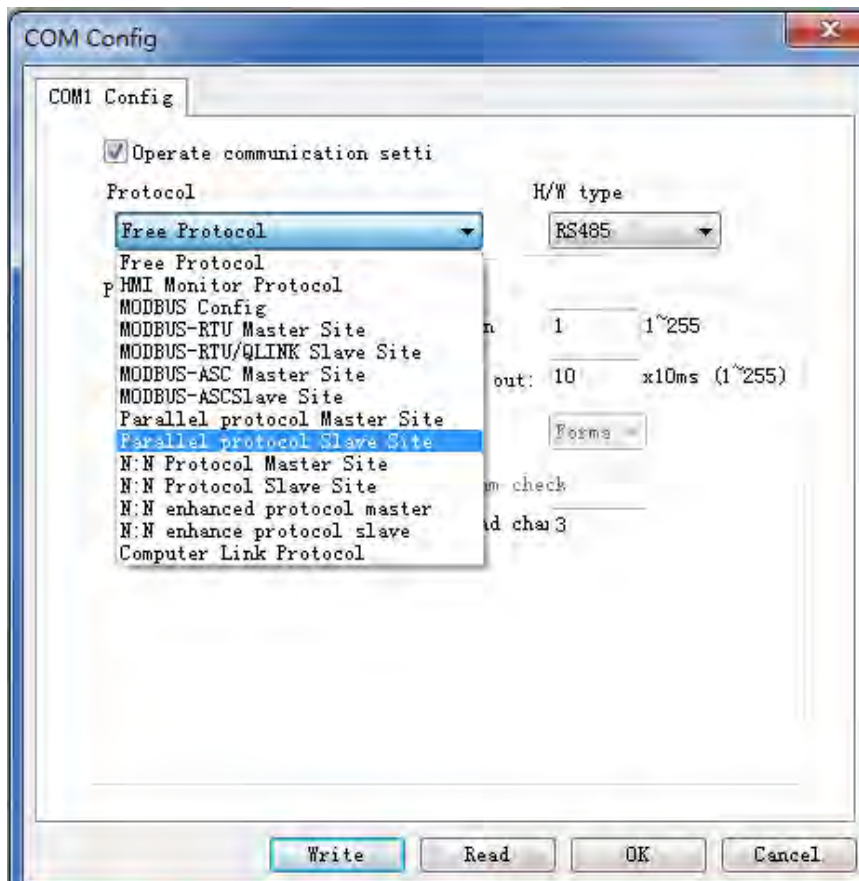 COM Config
COM1 Config
Operate communication setti
Protocol H/W type
Free Protocol RS485
Free Protocol
P HMI Monitor Protocol
MODBUS Config
MODBUS-RTU Master Site n 1 1~255
MODBUS-RTU/QLINK Slave Site
MODBUS-ASC Master Site out: 10 x10ms (1~255)
MODBUS-ASCSlave Site
Parallel protocol Master Site
Parallel protocol Slave Site Forma
N:N Protocol Master Site
N:N Protocol Slave Site m check
N:N enhanced protocol master
N:N enhance protocol slave ad char 3
Computer Link Protocol
Write Read OK Cancel